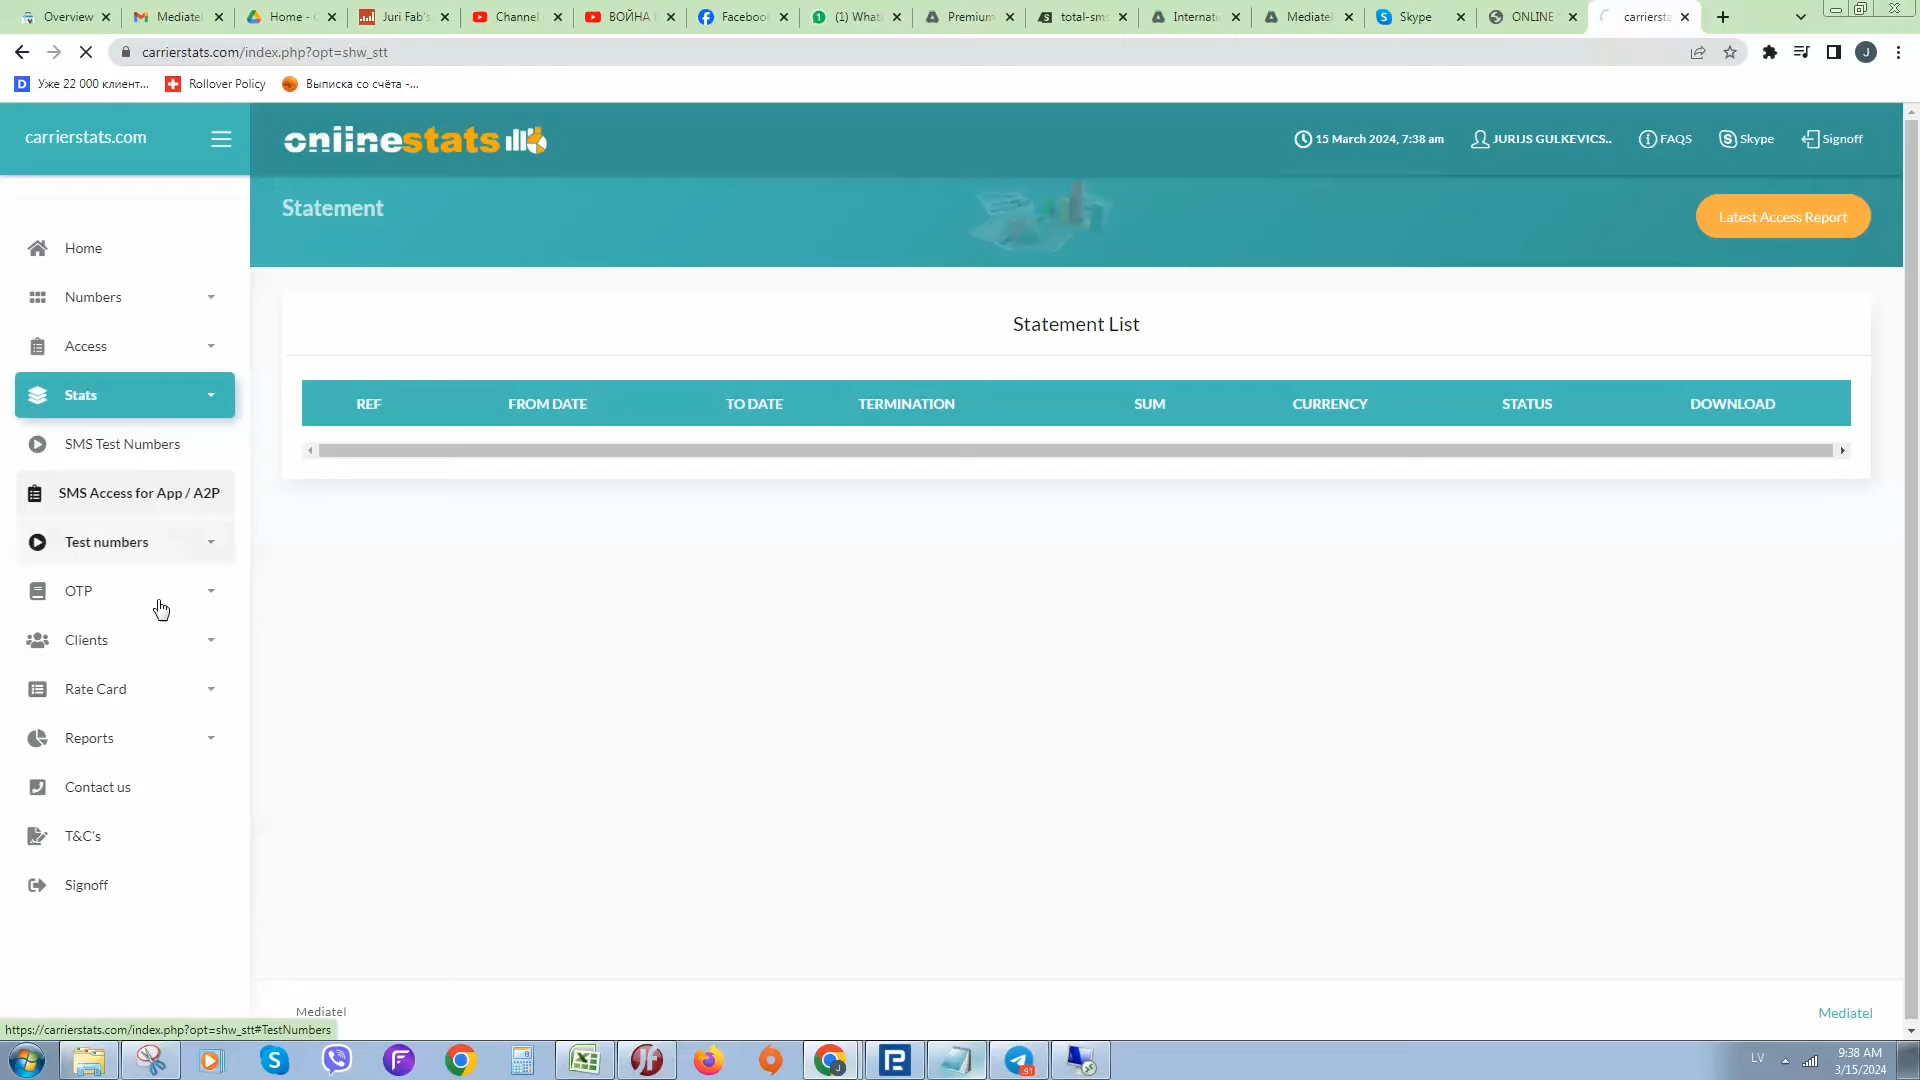 Overview
Mediatel
Home - G
Juri Fab's
Channel
ВОЙНА
Facebook
(1) What
Premium
total-sms
Internati
Mediatel
Skype
ONLINE
carriersta
carrierstats.com/index.php?opt=shw_stt
J
D Уже 22 000 клиент...
Rollover Policy
Выписка со счёта -...
carrierstats.com
onlinestats
15 March 2024, 7:38 am
JURIJS GULKEVICS..
FAQS
Skype
Signoff
Statement
Latest Access Report
Home
Numbers
Access
Stats
SMS Test Numbers
SMS Access for App / A2P
Test numbers
OTP
Clients
Rate Card
Reports
Contact us
T&C's
Signoff
Statement List
REF FROM DATE TO DATE TERMINATION SUM CURRENCY STATUS DOWNLOAD
Mediatel
Mediatel
https://carrierstats.com/index.php?opt=shw_stt#TestNumbers
91
LV
9:38 AM
3/15/2024